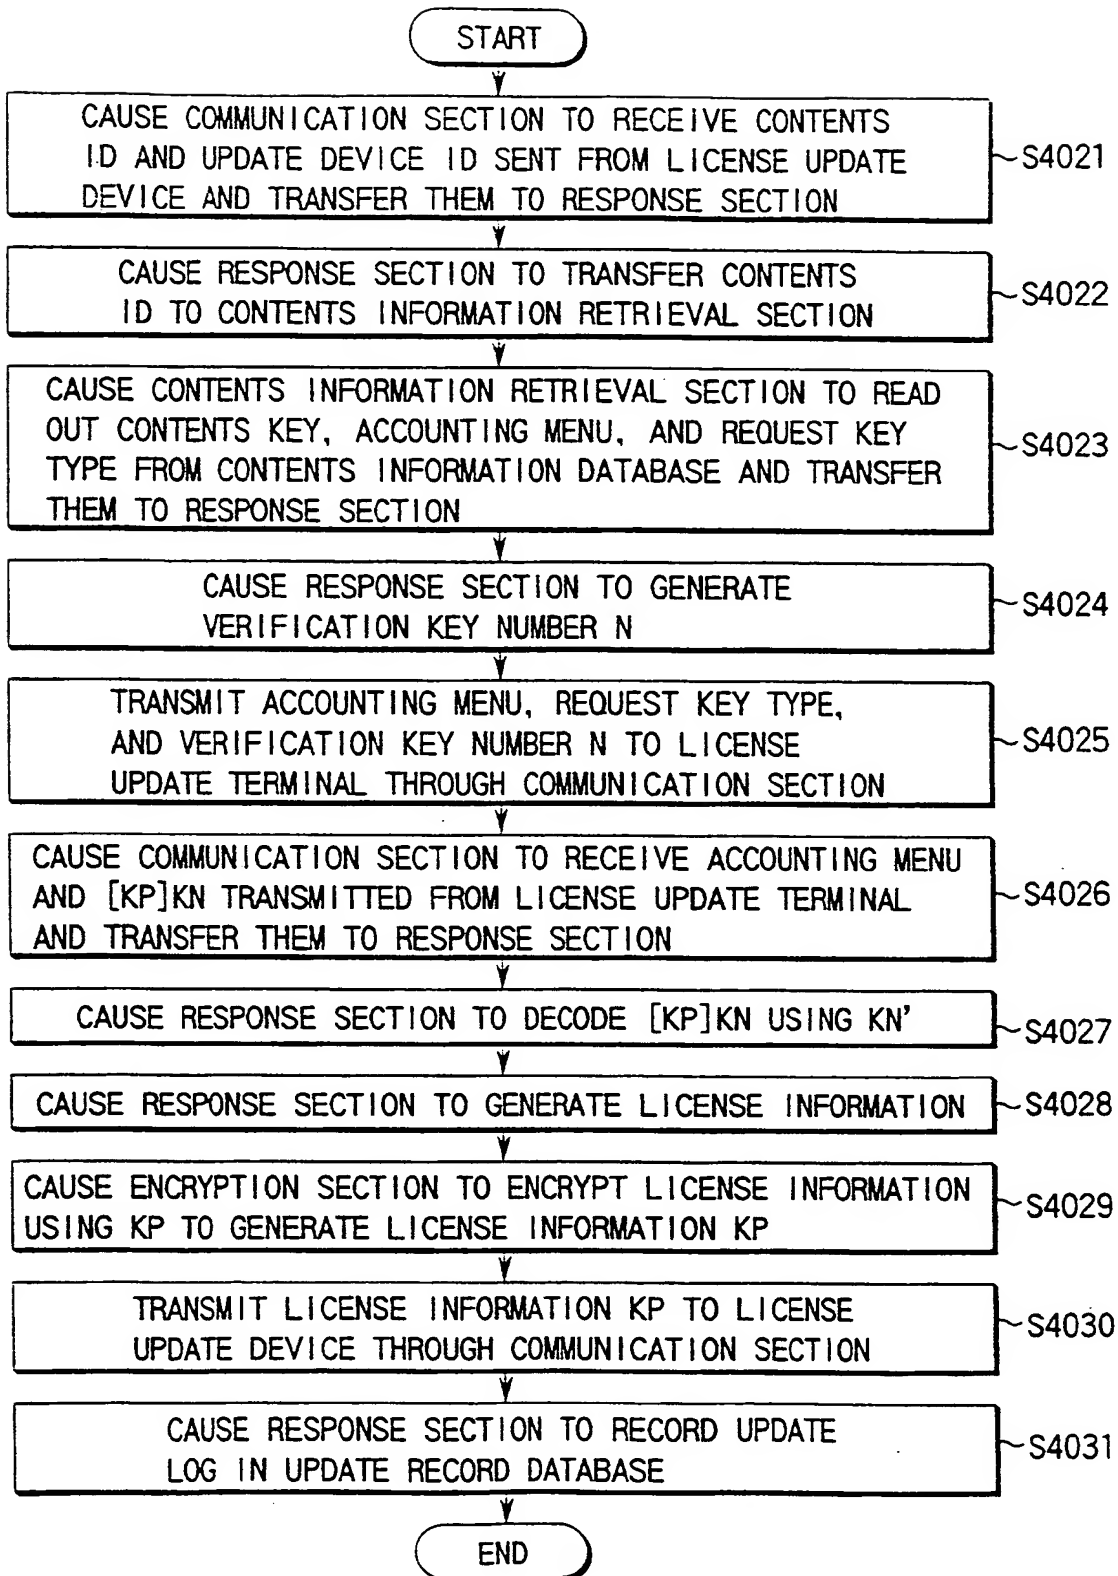 START
CAUSE COMMUNICATION SECTION TO RECEIVE CONTENTS
ID AND UPDATE DEVICE ID SENT FROM LICENSE UPDATE
DEVICE AND TRANSFER THEM TO RESPONSE SECTION
S4021
CAUSE RESPONSE SECTION TO TRANSFER CONTENTS
ID TO CONTENTS INFORMATION RETRIEVAL SECTION
S4022
CAUSE CONTENTS INFORMATION RETRIEVAL SECTION TO READ
OUT CONTENTS KEY, ACCOUNTING MENU, AND REQUEST KEY
TYPE FROM CONTENTS INFORMATION DATABASE AND TRANSFER
THEM TO RESPONSE SECTION
S4023
CAUSE RESPONSE SECTION TO GENERATE
VERIFICATION KEY NUMBER N
S4024
TRANSMIT ACCOUNTING MENU, REQUEST KEY TYPE,
AND VERIFICATION KEY NUMBER N TO LICENSE
UPDATE TERMINAL THROUGH COMMUNICATION SECTION
S4025
CAUSE COMMUNICATION SECTION TO RECEIVE ACCOUNTING MENU
AND [KP]KN TRANSMITTED FROM LICENSE UPDATE TERMINAL
AND TRANSFER THEM TO RESPONSE SECTION
S4026
CAUSE RESPONSE SECTION TO DECODE [KP]KN USING KN'
S4027
CAUSE RESPONSE SECTION TO GENERATE LICENSE INFORMATION
S4028
CAUSE ENCRYPTION SECTION TO ENCRYPT LICENSE INFORMATION
USING KP TO GENERATE LICENSE INFORMATION KP
S4029
TRANSMIT LICENSE INFORMATION KP TO LICENSE
UPDATE DEVICE THROUGH COMMUNICATION SECTION
S4030
CAUSE RESPONSE SECTION TO RECORD UPDATE
LOG IN UPDATE RECORD DATABASE
S4031
END